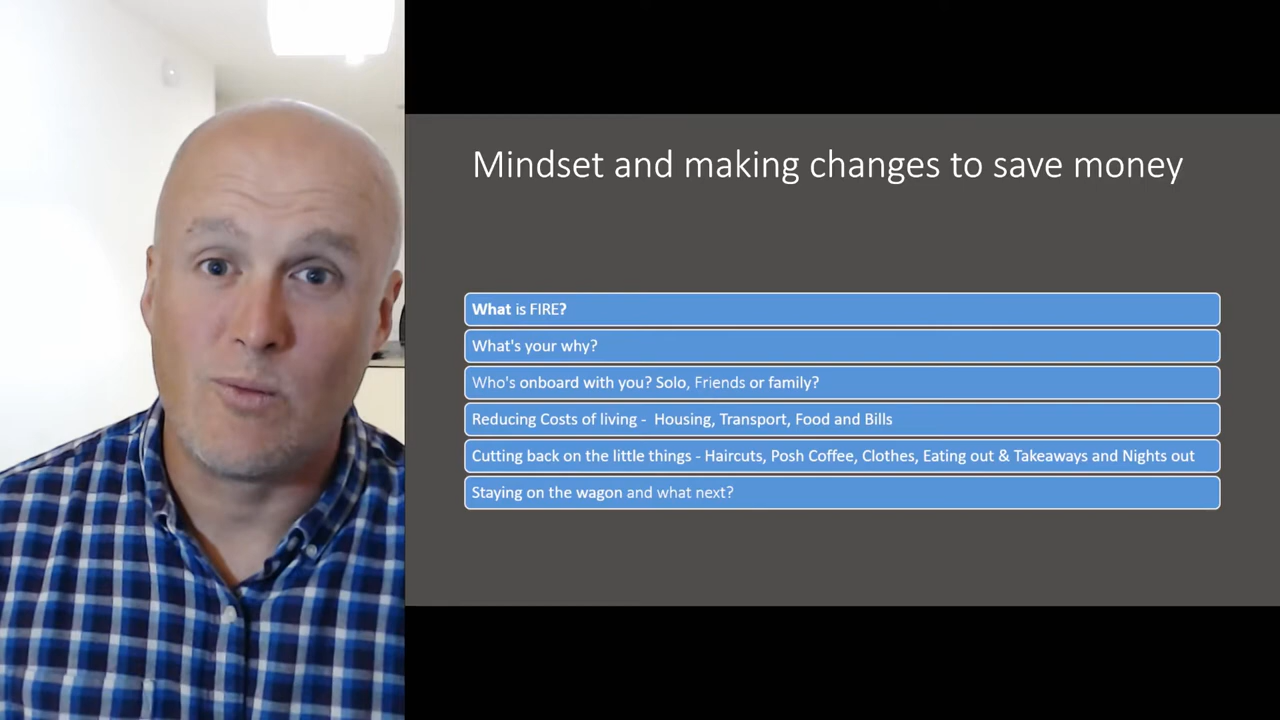 Mindset and making changes to save money
What is FIRE?
What's your why?
Who's onboard with you? Solo, Friends or family?
Reducing Costs of living - Housing, Transport, Food and Bills
Cutting back on the little things - Haircuts, Posh Coffee, Clothes, Eating out & Takeaways and Nights out
Staying on the wagon and what next?